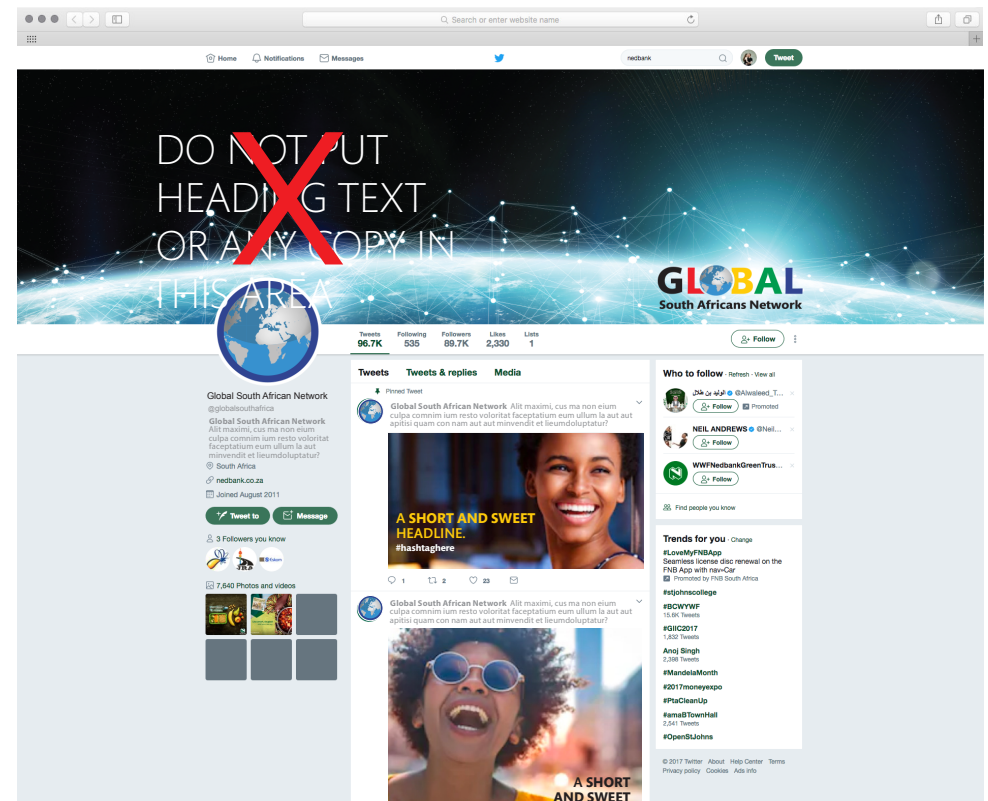 Search or enter website name
Home Notifications Messages
nedbank
Tweet
DO NOT PUT
HEADING TEXT
OR ANY COPY IN
THIS AREA
GLOBAL
South Africans Network
Tweets Following Followers Likes Lists
96.7K 535 89.7K 2,330 1
Follow
Global South African Network
@globalsouthafrica
Global South African Network
Alit maximi, cus ma non eium
culpa comnim ium resto voloritat
faceptatium eum ullum la aut
minvendit et lieumdoluptatur?
South Africa
nedbank.co.za
Joined August 2011
Tweet to Message
3 Followers you know
Eskom
7,640 Photos and videos
Tweets Tweets & replies Media
Pinned Tweet
Global South African Network Alit maximi, cus ma non eium
culpa comnim ium resto voloritat faceptatium eum ullum la aut aut
apitisi quam con nam aut aut minvendit et lieumdoluptatur?
A SHORT AND SWEET
HEADLINE.
#hashtaghere
1 2 23
Global South African Network Alit maximi, cus ma non eium
culpa comnim ium resto voloritat faceptatium eum ullum la aut aut
apitisi quam con nam aut aut minvendit et lieumdoluptatur?
A SHORT
AND SWEET
Who to follow · Refresh · View all
الوليد بن طلال @Alwaleed_T...
Follow Promoted
NEIL ANDREWS @Neil...
Follow
WWFNedbankGreenTrus...
Follow
Find people you know
Trends for you · Change
#LoveMyFNBApp
Seamless license disc renewal on the
FNB App with nav»Car
Promoted by FNB South Africa
#stjohnscollege
#BCWYWF
15.6K Tweets
#GIIC2017
1,832 Tweets
Anoj Singh
2,398 Tweets
#MandelaMonth
#2017moneyexpo
#PtaCleanUp
#amaBTownHall
2,541 Tweets
#OpenStJohns
© 2017 Twitter About Help Center Terms
Privacy policy Cookies Ads info